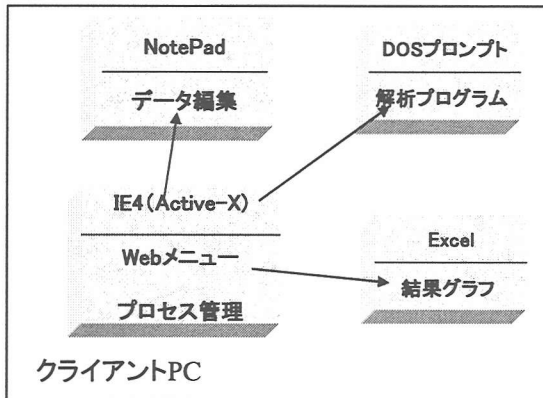 NotePad
データ編集
DOSプロンプト
解析プログラム
IE4(Active-X)
Webメニュー
プロセス管理
Excel
結果グラフ
クライアントPC